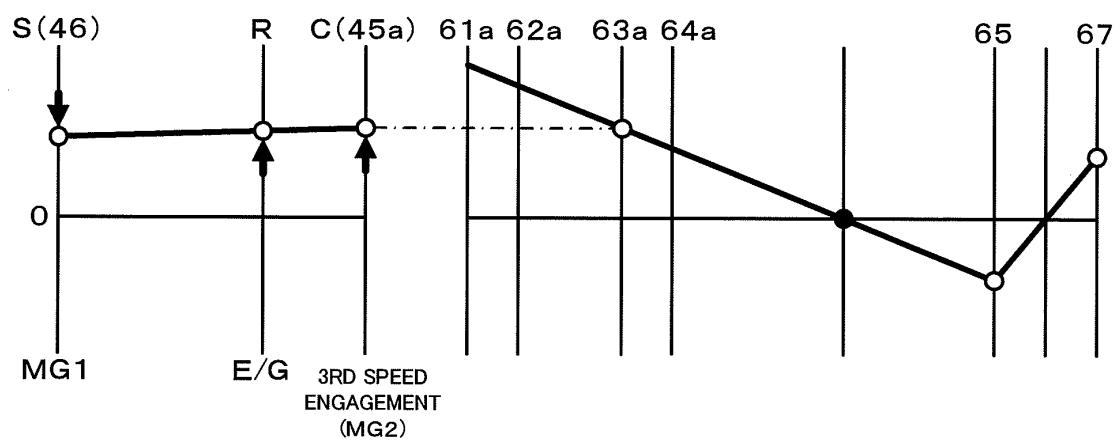 S(46) R C(45a) 61a 62a 63a 64a 65 67
0
MG1 E/G 3RD SPEED
ENGAGEMENT
(MG2)